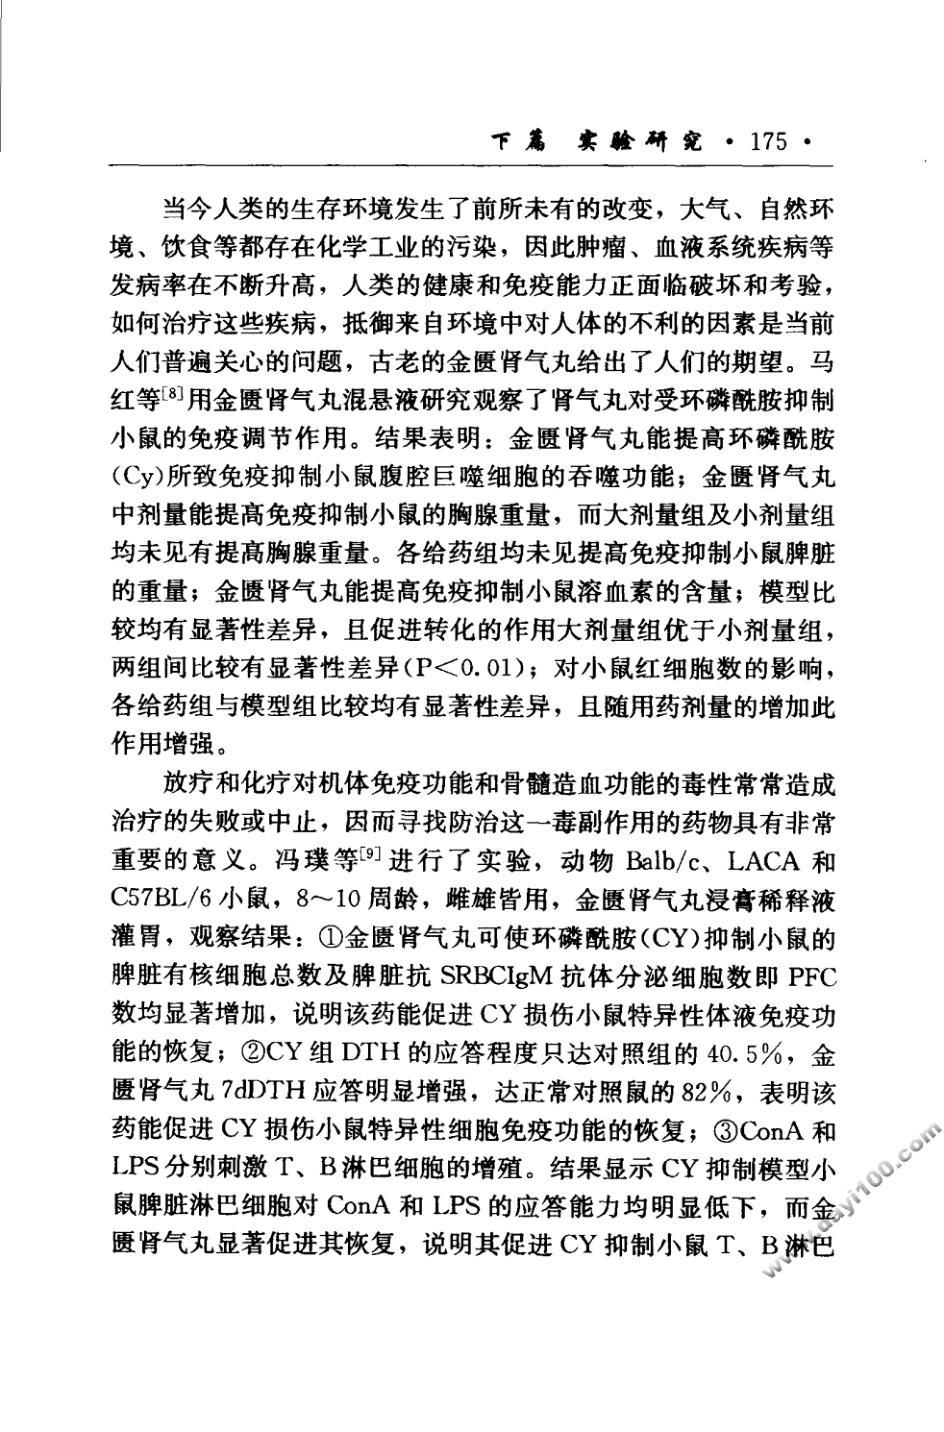 下篇 实验研究 · 175 ·
当今人类的生存环境发生了前所未有的改变，大气、自然环
境、饮食等都存在化学工业的污染，因此肿瘤、血液系统疾病等
发病率在不断升高，人类的健康和免疫能力正面临破坏和考验，
如何治疗这些疾病，抵御来自环境中对人体的不利的因素是当前
人们普遍关心的问题，古老的金匮肾气丸给出了人们的期望。马
红等[8]用金匮肾气丸混悬液研究观察了肾气丸对受环磷酰胺抑制
小鼠的免疫调节作用。结果表明：金匮肾气丸能提高环磷酰胺
(Cy)所致免疫抑制小鼠腹腔巨噬细胞的吞噬功能；金匮肾气丸
中剂量能提高免疫抑制小鼠的胸腺重量，而大剂量组及小剂量组
均未见有提高胸腺重量。各给药组均未见提高免疫抑制小鼠脾脏
的重量；金匮肾气丸能提高免疫抑制小鼠溶血素的含量；模型比
较均有显著性差异，且促进转化的作用大剂量组优于小剂量组，
两组间比较有显著性差异(P<0.01)；对小鼠红细胞数的影响，
各给药组与模型组比较均有显著性差异，且随用药剂量的增加此
作用增强。
放疗和化疗对机体免疫功能和骨髓造血功能的毒性常常造成
治疗的失败或中止，因而寻找防治这一毒副作用的药物具有非常
重要的意义。冯璞等[9]进行了实验，动物 Balb/c、LACA 和
C57BL/6 小鼠，8～10 周龄，雌雄皆用，金匮肾气丸浸膏稀释液
灌胃，观察结果：①金匮肾气丸可使环磷酰胺(CY)抑制小鼠的
脾脏有核细胞总数及脾脏抗 SRBCIgM 抗体分泌细胞数即 PFC
数均显著增加，说明该药能促进 CY 损伤小鼠特异性体液免疫功
能的恢复；②CY 组 DTH 的应答程度只达对照组的 40.5%，金
匮肾气丸 7dDTH 应答明显增强，达正常对照鼠的 82%，表明该
药能促进 CY 损伤小鼠特异性细胞免疫功能的恢复；③ConA 和
LPS 分别刺激 T、B 淋巴细胞的增殖。结果显示 CY 抑制模型小
鼠脾脏淋巴细胞对 ConA 和 LPS 的应答能力均明显低下，而金
匮肾气丸显著促进其恢复，说明其促进 CY 抑制小鼠 T、B 淋巴
www.dayi100.com